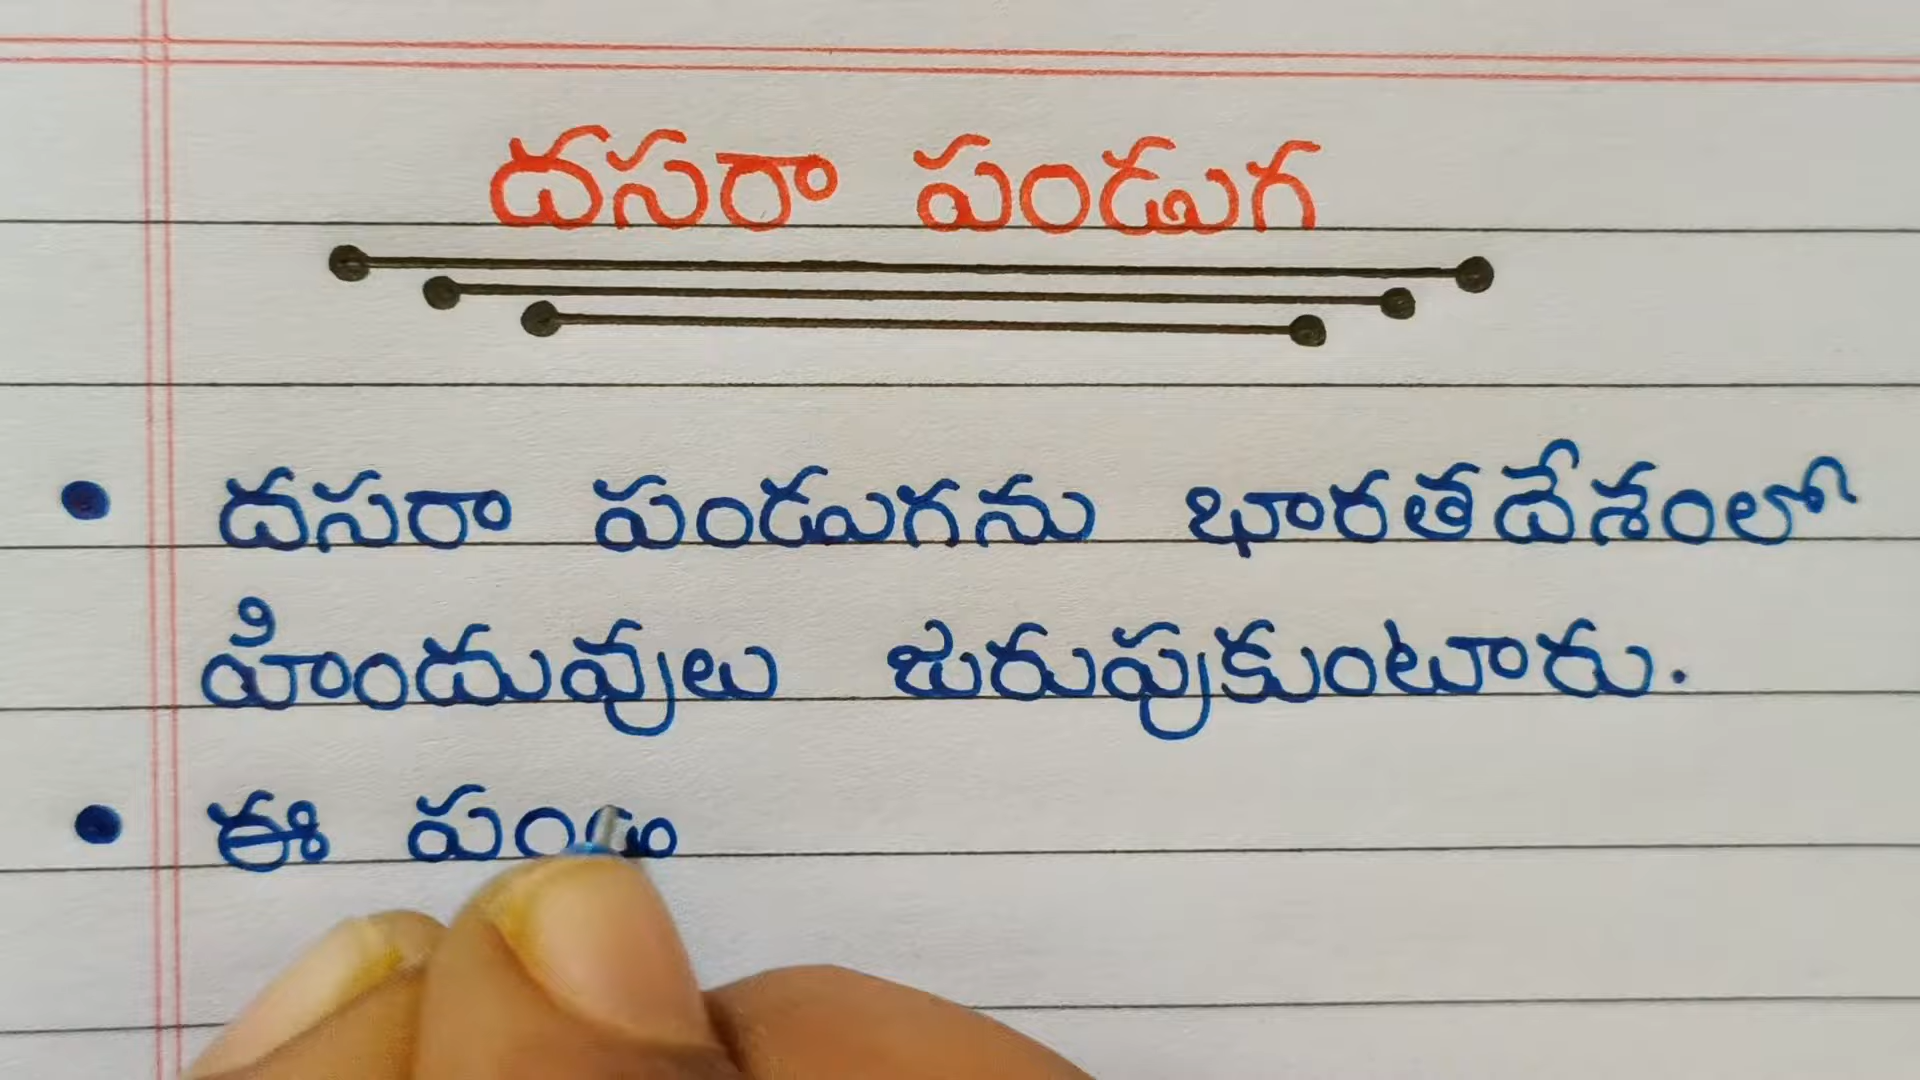 దసరా పండుగ
• దసరా పండుగను భారతదేశంలో
హిందువులు జరుపుకుంటారు.
• ఈ